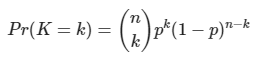 $Pr(K = k) = \binom{n}{k} p^k (1 - p)^{n-k}$